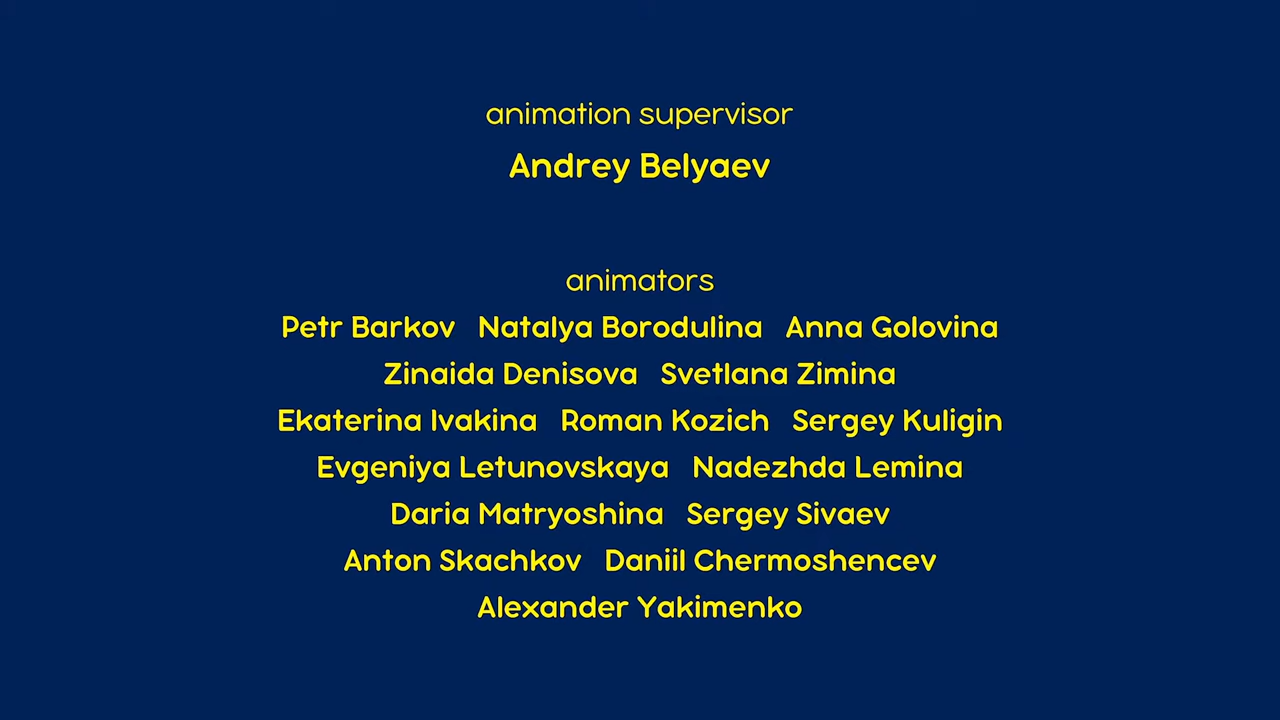 animation supervisor
Andrey Belyaev
animators
Petr Barkov Natalya Borodulina Anna Golovina
Zinaida Denisova Svetlana Zimina
Ekaterina Ivakina Roman Kozich Sergey Kuligin
Evgeniya Letunovskaya Nadezhda Lemina
Daria Matryoshina Sergey Sivaev
Anton Skachkov Daniil Chermoshencev
Alexander Yakimenko